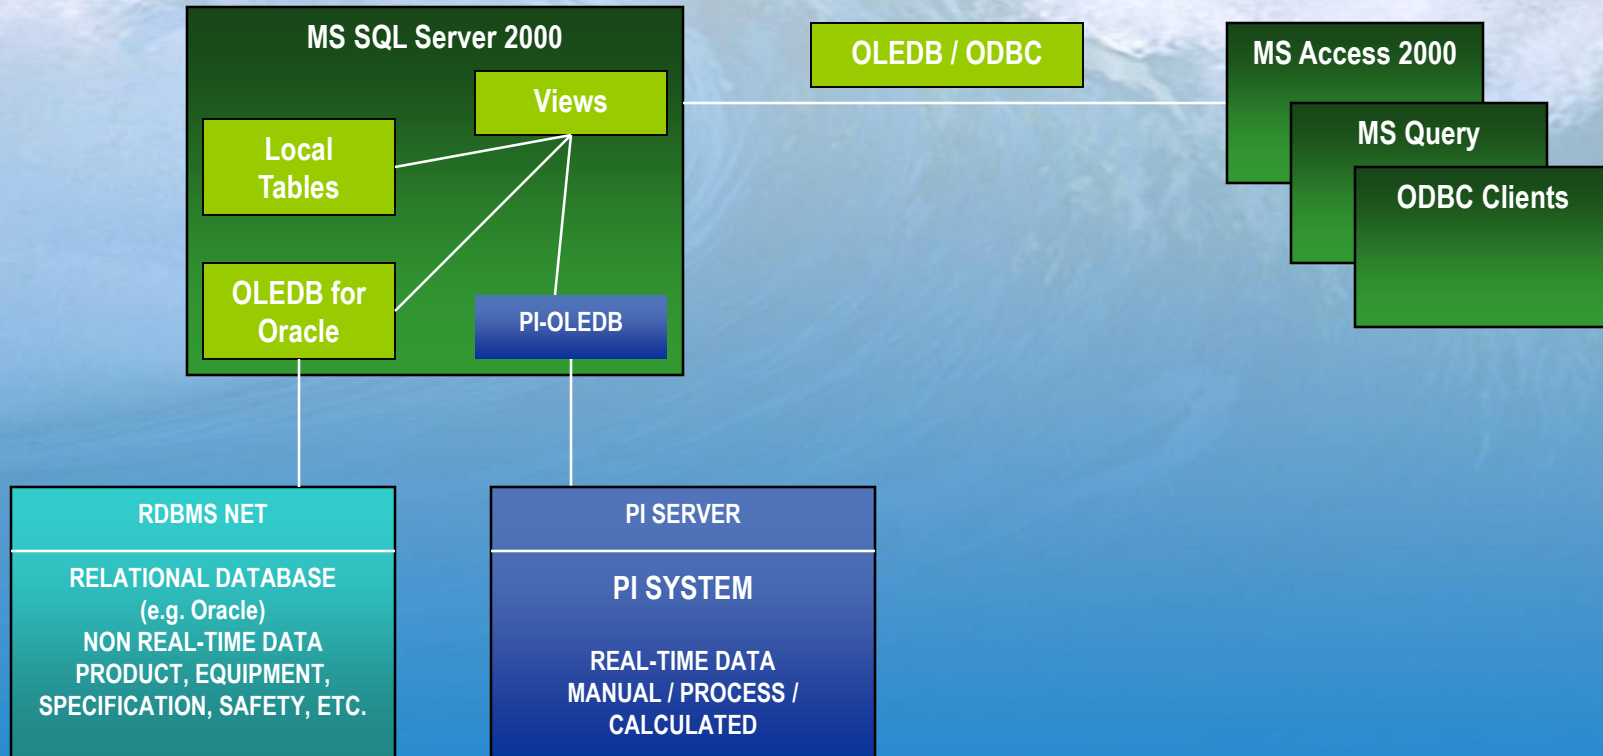 MS SQL Server 2000
Views
Local
Tables
OLEDB for
Oracle
PI-OLEDB
OLEDB / ODBC
MS Access 2000
MS Query
ODBC Clients
RDBMS NET
RELATIONAL DATABASE
(e.g. Oracle)
NON REAL-TIME DATA
PRODUCT, EQUIPMENT,
SPECIFICATION, SAFETY, ETC.
PI SERVER
PI SYSTEM
REAL-TIME DATA
MANUAL / PROCESS /
CALCULATED